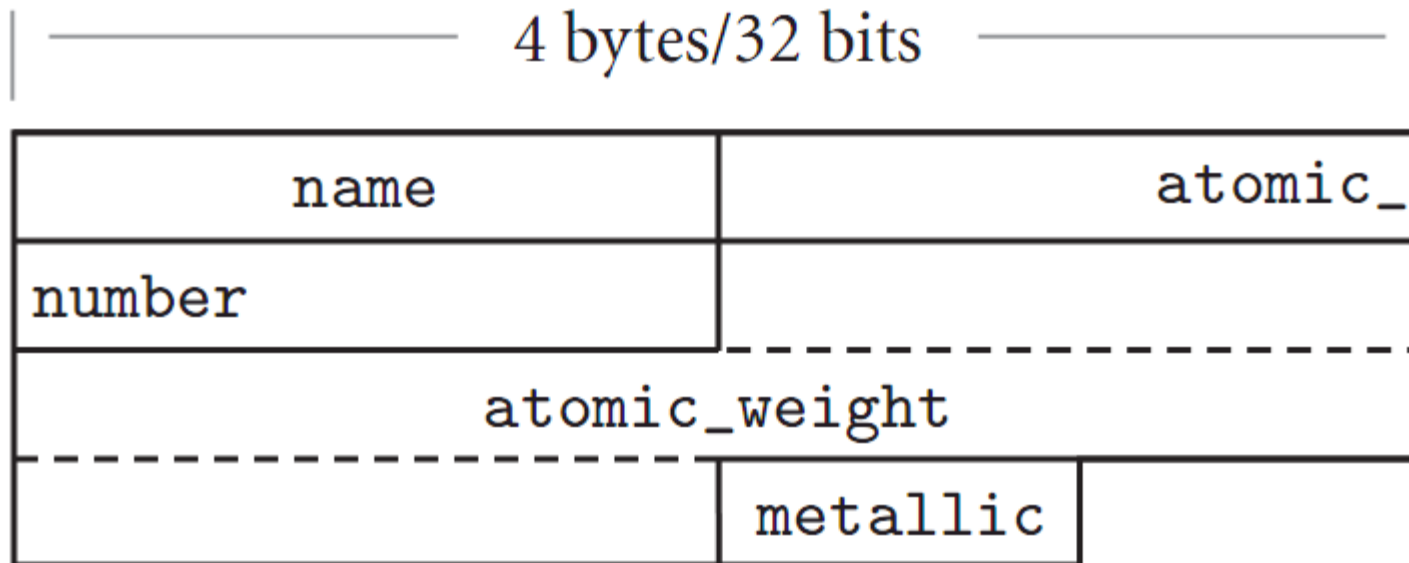 4 bytes/32 bits
name atomic_
number
atomic_weight
metallic